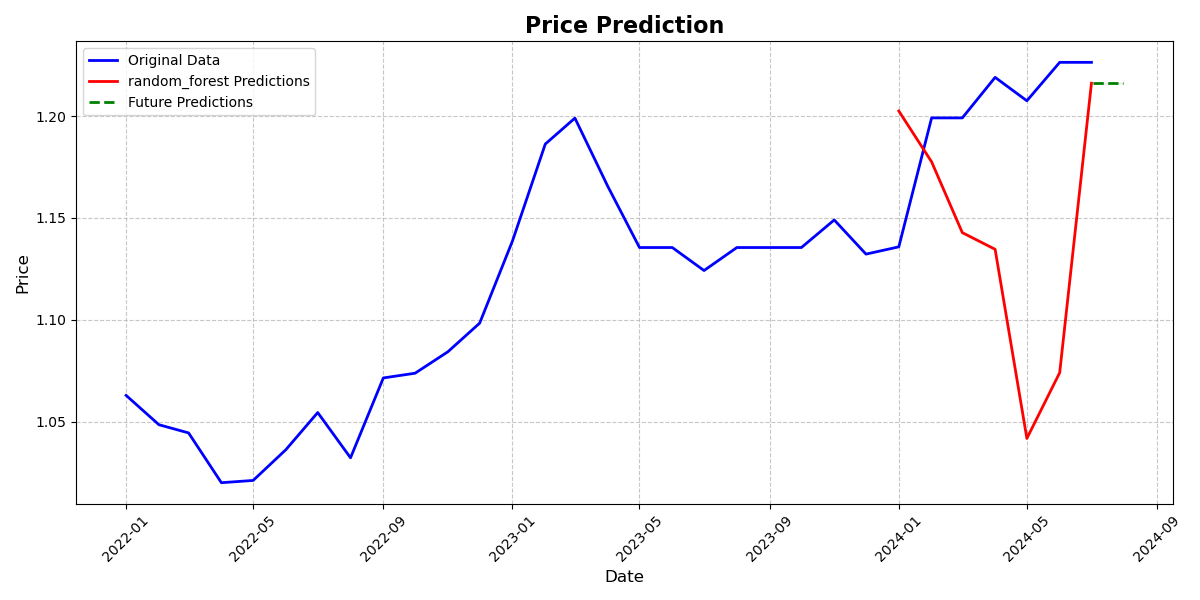 Price Prediction
Original Data
random_forest Predictions
Future Predictions
Price
1.20
1.15
1.10
1.05
2022-01
2022-05
2022-09
2023-01
2023-05
2023-09
2024-01
2024-05
2024-09
Date